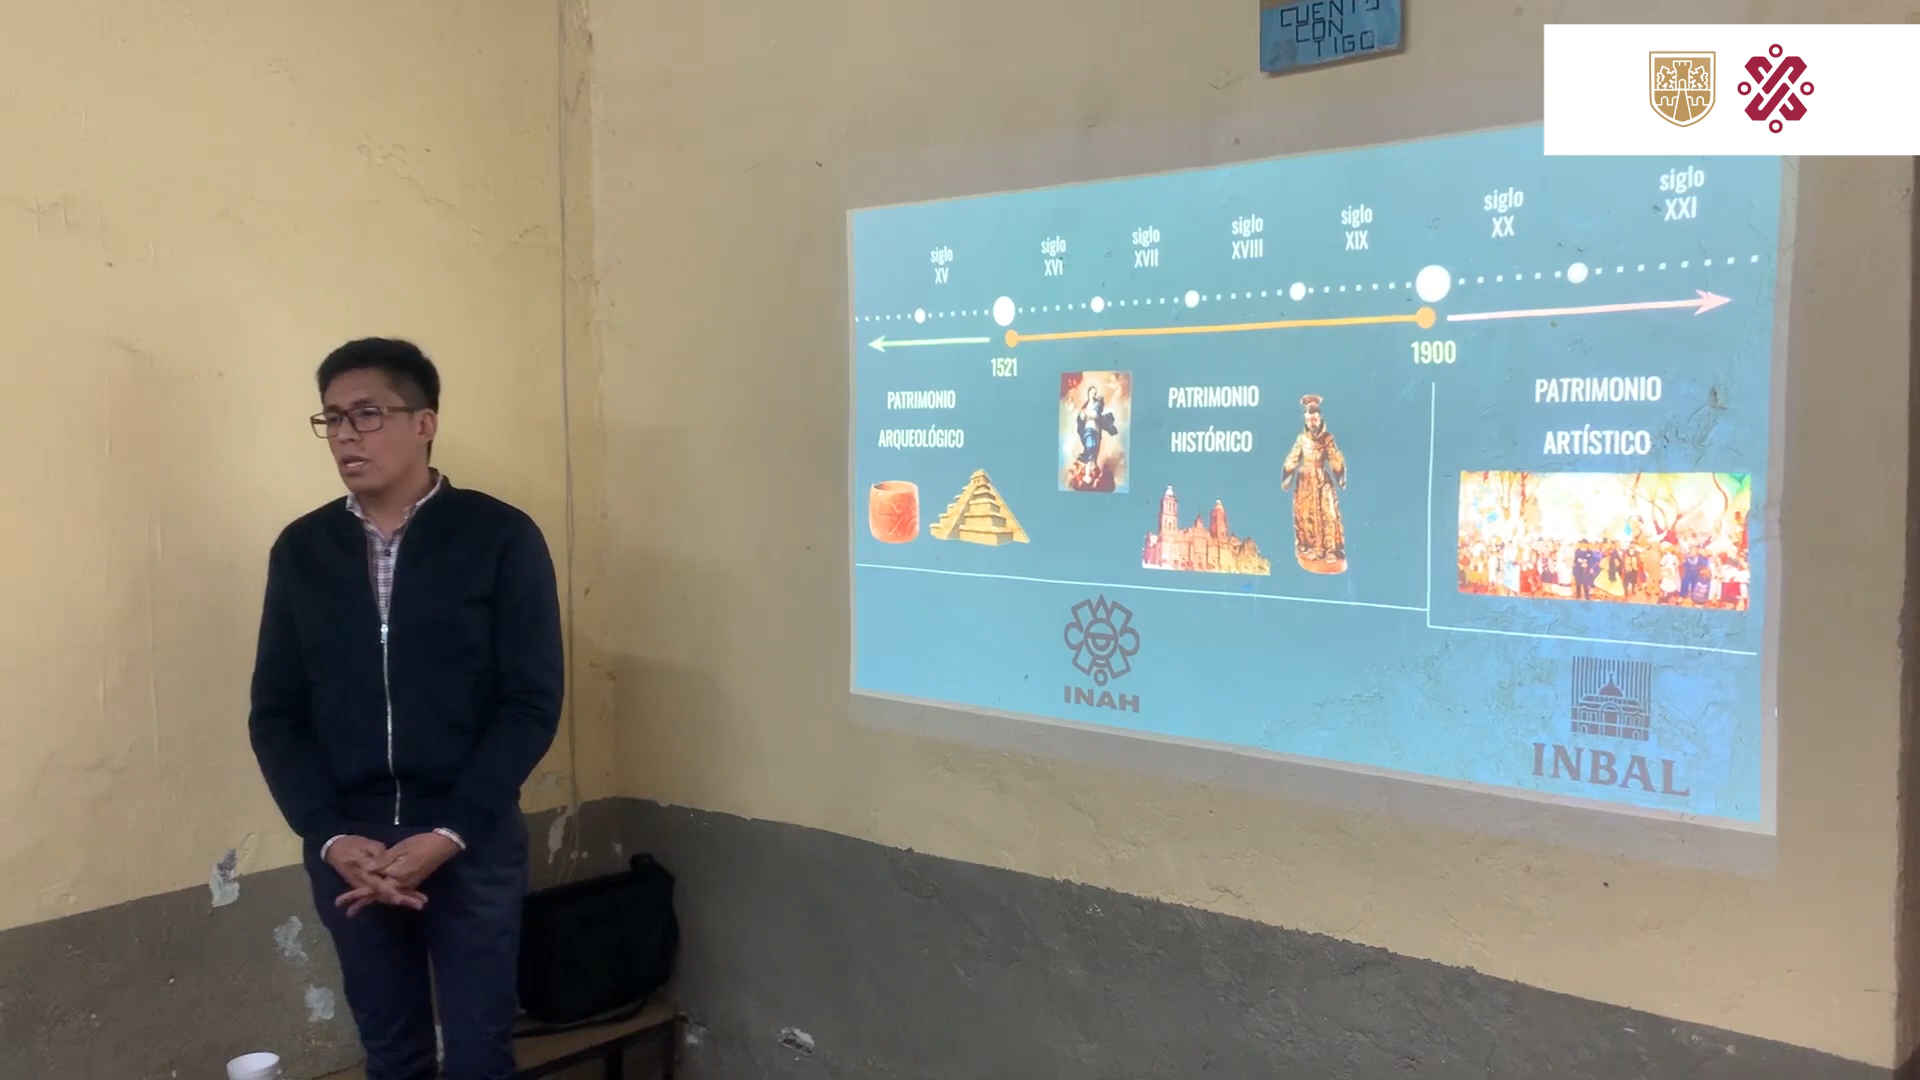 CUENTO
CON
TIGO
siglo
XV
siglo
XVI
siglo
XVII
siglo
XVIII
siglo
XIX
siglo
XX
siglo
XXI
1521
1900
PATRIMONIO
ARQUEOLÓGICO
PATRIMONIO
HISTÓRICO
PATRIMONIO
ARTÍSTICO
INAH
INBAL